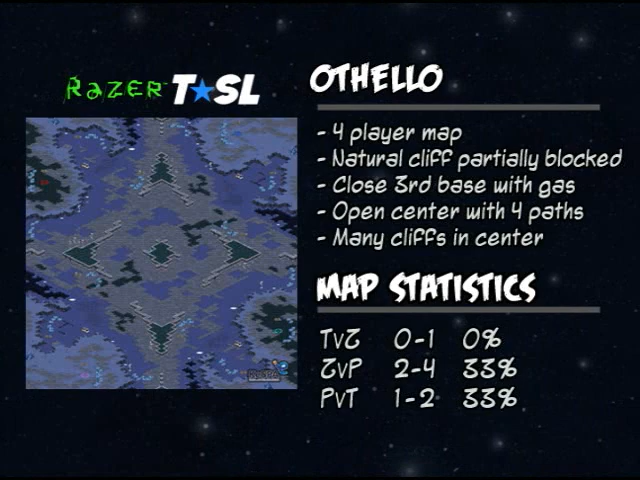 RAZER T★SL
OTHELLO
- 4 player map
- Natural cliff partially blocked
- Close 3rd base with gas
- Open center with 4 paths
- Many cliffs in center
MAP STATISTICS
TvZ 0-1 0%
ZvP 2-4 33%
PvT 1-2 33%